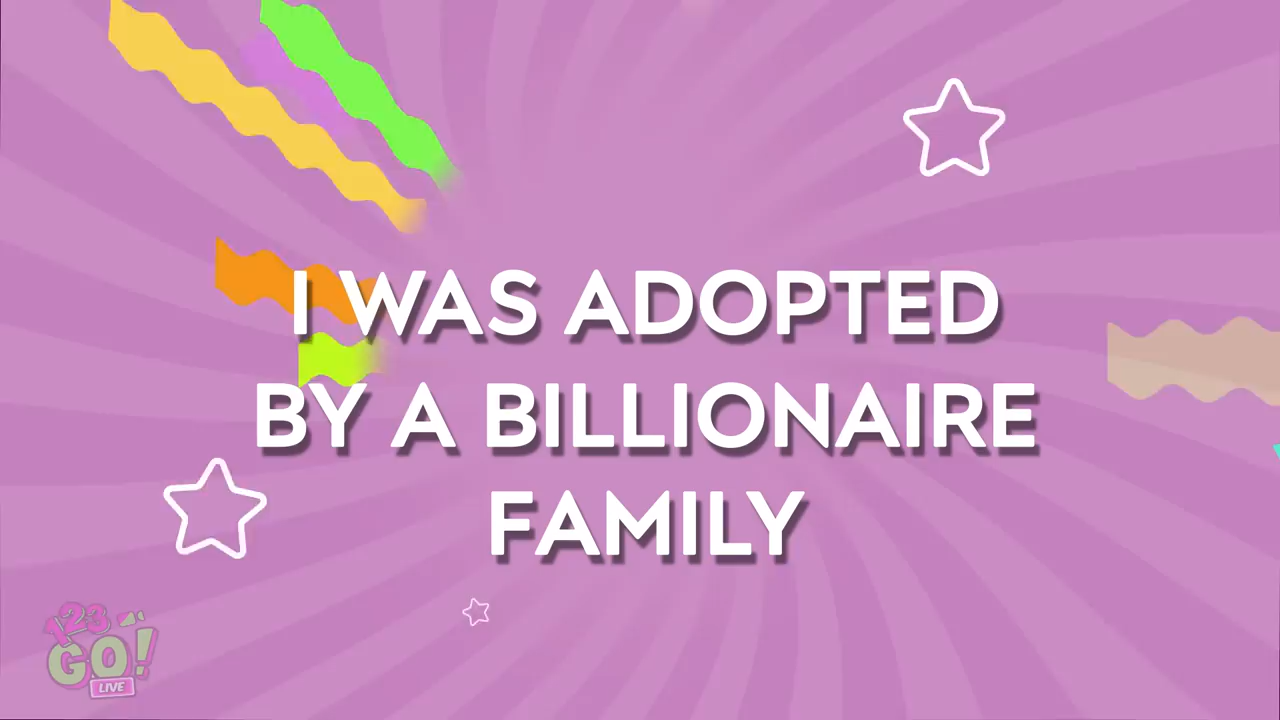 I WAS ADOPTED
BY A BILLIONAIRE
FAMILY
123
GO!
LIVE